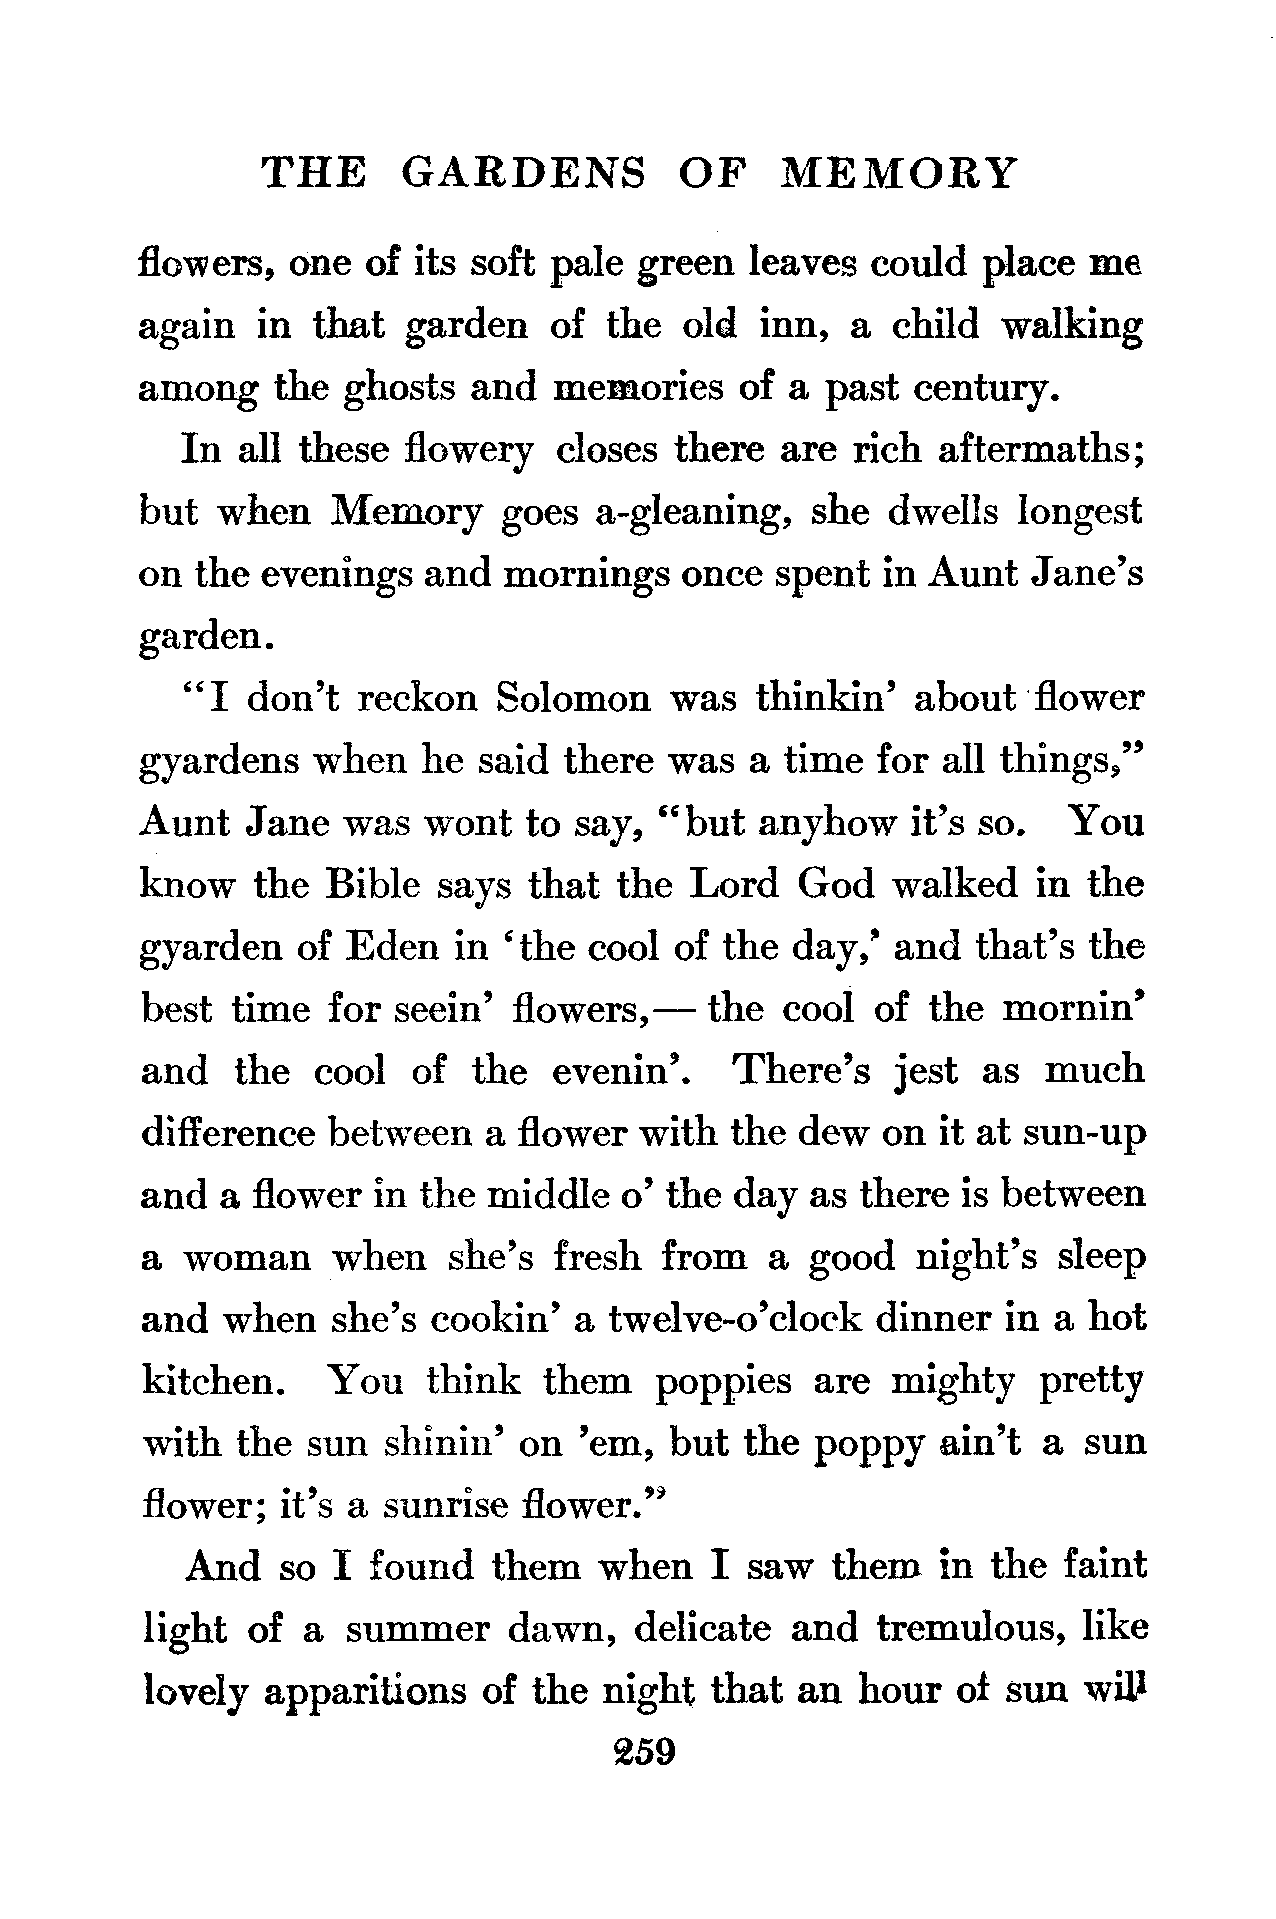 THE GARDENS OF MEMORY
flowers, one of its soft pale green leaves could place me
again in that garden of the old inn, a child walking
among the ghosts and memories of a past century.
In all these flowery closes there are rich aftermaths;
but when Memory goes a-gleaning, she dwells longest
on the evenings and mornings once spent in Aunt Jane's
garden.
"I don't reckon Solomon was thinkin' about flower
gyardens when he said there was a time for all things,"
Aunt Jane was wont to say, "but anyhow it's so. You
know the Bible says that the Lord God walked in the
gyarden of Eden in 'the cool of the day,' and that's the
best time for seein' flowers,— the cool of the mornin'
and the cool of the evenin'. There's jest as much
difference between a flower with the dew on it at sun-up
and a flower in the middle o' the day as there is between
a woman when she's fresh from a good night's sleep
and when she's cookin' a twelve-o'clock dinner in a hot
kitchen. You think them poppies are mighty pretty
with the sun shinin' on 'em, but the poppy ain't a sun
flower; it's a sunrise flower."
And so I found them when I saw them in the faint
light of a summer dawn, delicate and tremulous, like
lovely apparitions of the night that an hour of sun will
259